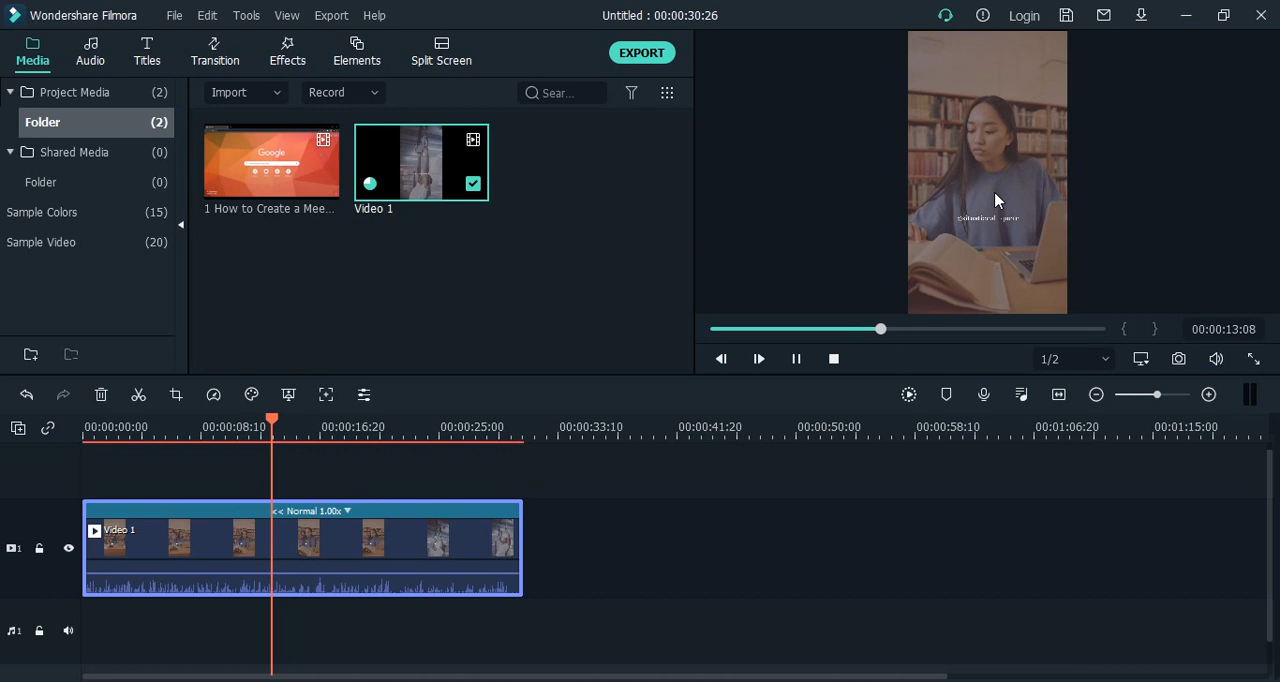 Wondershare Filmora File Edit Tools View Export Help Untitled : 00:00:30:26 Login
Media Audio Titles Transition Effects Elements Split Screen EXPORT
Project Media (2)
Folder (2)
Shared Media (0)
Folder (0)
Sample Colors (15)
Sample Video (20)
Import Record Sear...
Google
1 How to Create a Mee... Video 1
{ } 00:00:13:08
1/2
00:00:00:00 00:00:08:10 00:00:16:20 00:00:25:00 00:00:33:10 00:00:41:20 00:00:50:00 00:00:58:10 00:01:06:20 00:01:15:00
<< Normal 1.00x
Video 1
1
1